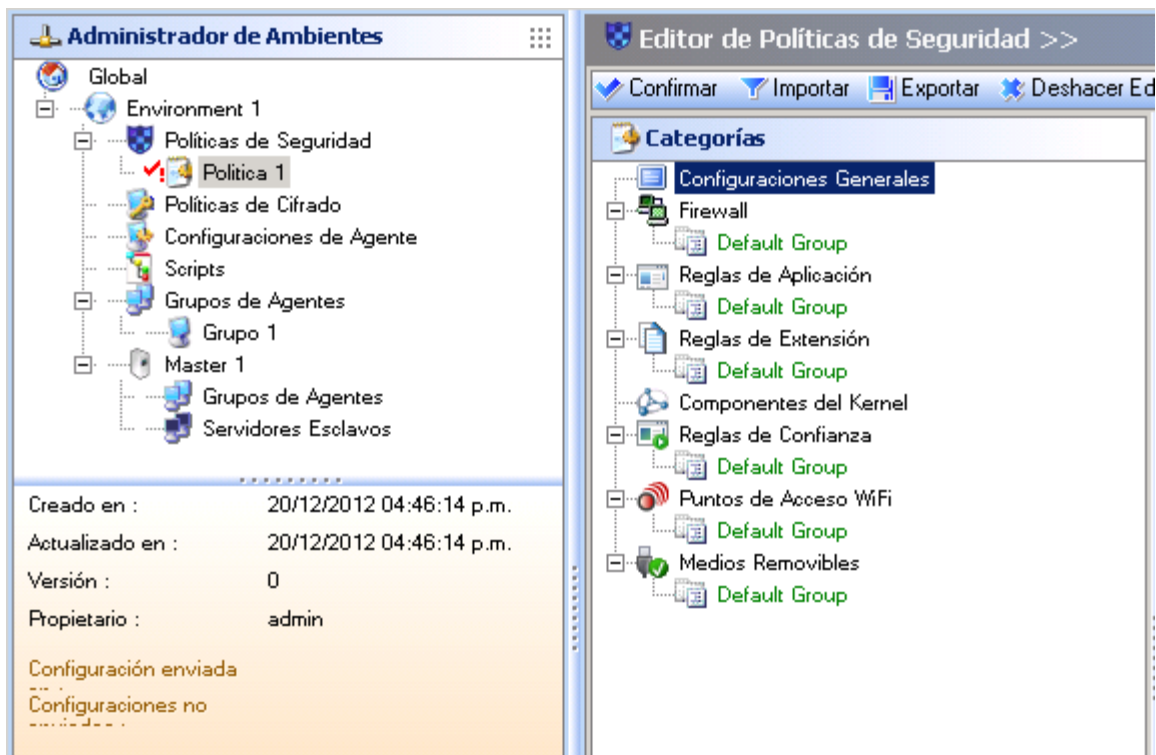 Administrador de Ambientes
Global
Environment 1
Políticas de Seguridad
Politica 1
Políticas de Cifrado
Configuraciones de Agente
Scripts
Grupos de Agentes
Grupo 1
Master 1
Grupos de Agentes
Servidores Esclavos
Creado en : 20/12/2012 04:46:14 p.m.
Actualizado en : 20/12/2012 04:46:14 p.m.
Versión : 0
Propietario : admin
Configuración enviada
Configuraciones no
Editor de Políticas de Seguridad >>
Confirmar Importar Exportar Deshacer Ed
Categorías
Configuraciones Generales
Firewall
Default Group
Reglas de Aplicación
Default Group
Reglas de Extensión
Default Group
Componentes del Kernel
Reglas de Confianza
Default Group
Puntos de Acceso WiFi
Default Group
Medios Removibles
Default Group